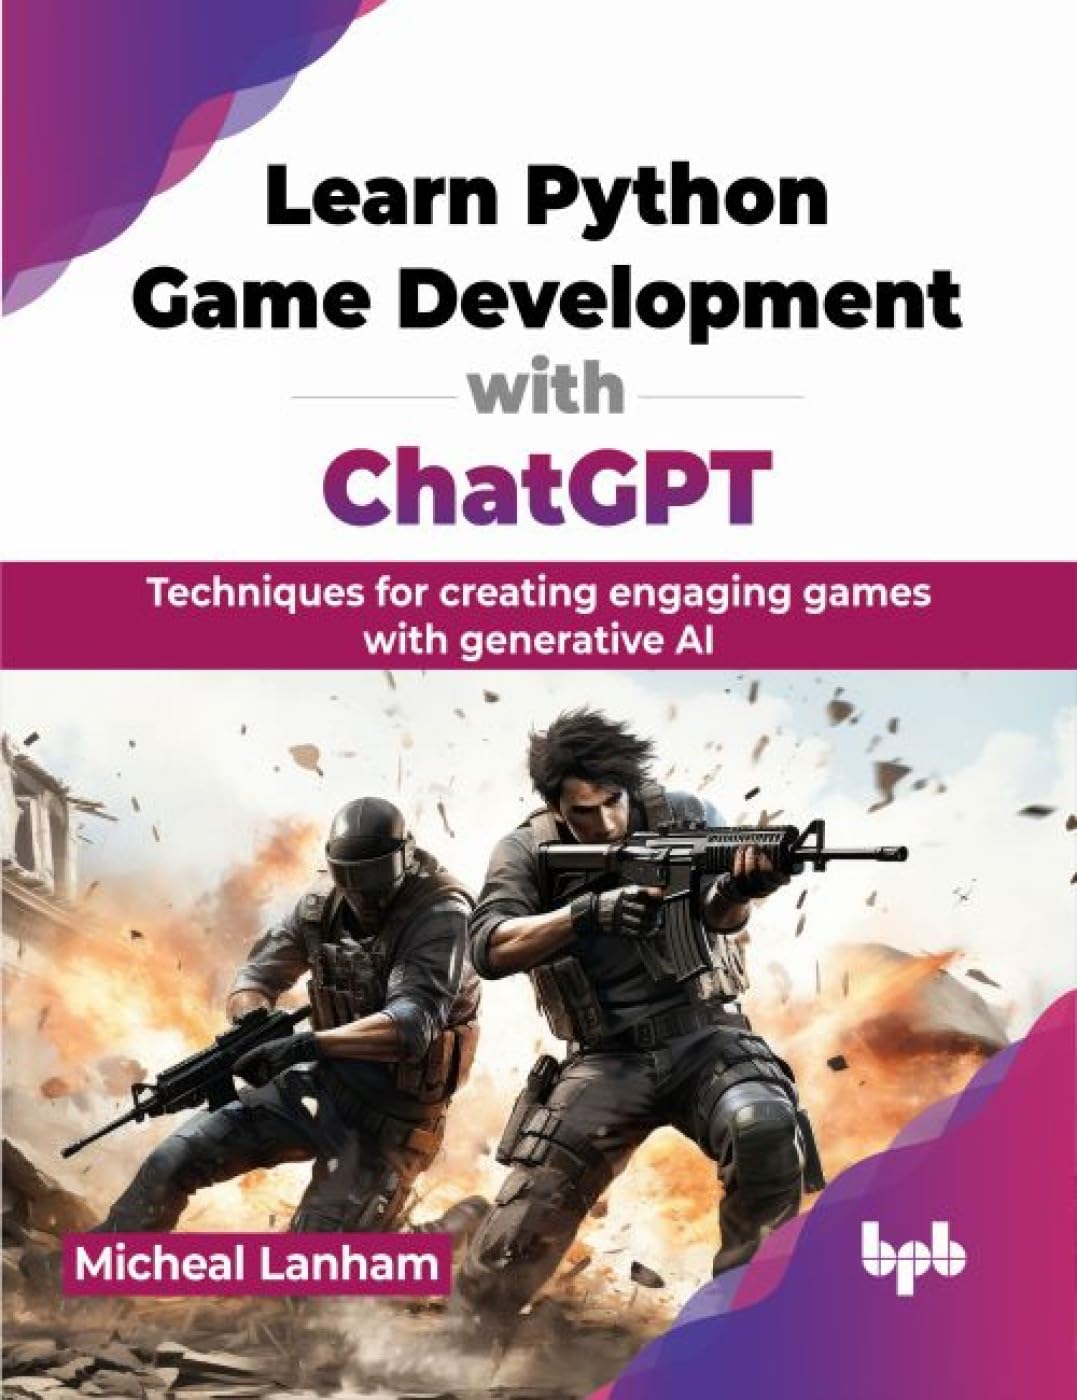 Learn Python
Game Development
with
ChatGPT
Techniques for creating engaging games
with generative AI
Micheal Lanham
bpb